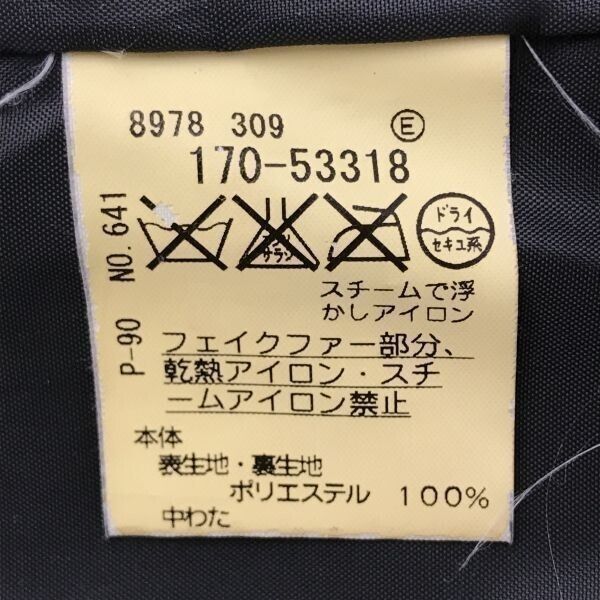 8978 309 E
170-53318
エンソ
サラシ
ドライ
セキユ系
スチームで浮
かしアイロン
フェイクファー部分、
乾熱アイロン・スチ
ームアイロン禁止
本体
表生地・裏生地
ポリエステル 100%
中わた
P-90 NO.641